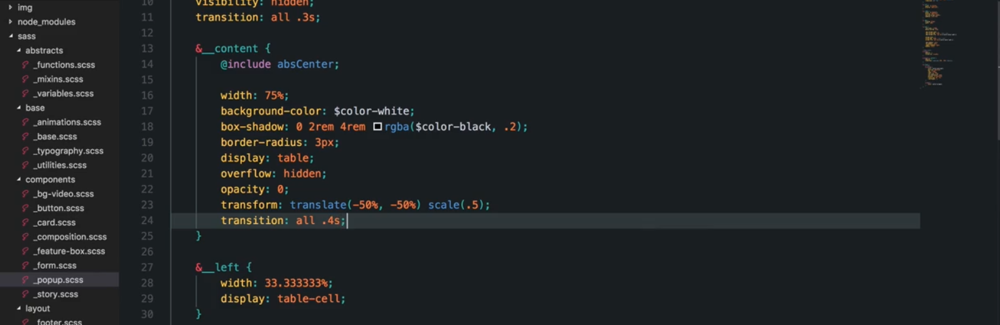 img
node_modules
sass
abstracts
_functions.scss
_mixins.scss
_variables.scss
base
_animations.scss
_base.scss
_typography.scss
_utilities.scss
components
_bg-video.scss
_button.scss
_card.scss
_composition.scss
_feature-box.scss
_form.scss
_popup.scss
_story.scss
layout
_footer.scss
10 visibility: hidden;
11 transition: all .3s;
12
13 &__content {
14 @include absCenter;
15
16 width: 75%;
17 background-color: $color-white;
18 box-shadow: 0 2rem 4rem rgba($color-black, .2);
19 border-radius: 3px;
20 display: table;
21 overflow: hidden;
22 opacity: 0;
23 transform: translate(-50%, -50%) scale(.5);
24 transition: all .4s;
25 }
26
27 &__left {
28 width: 33.333333%;
29 display: table-cell;
30 }